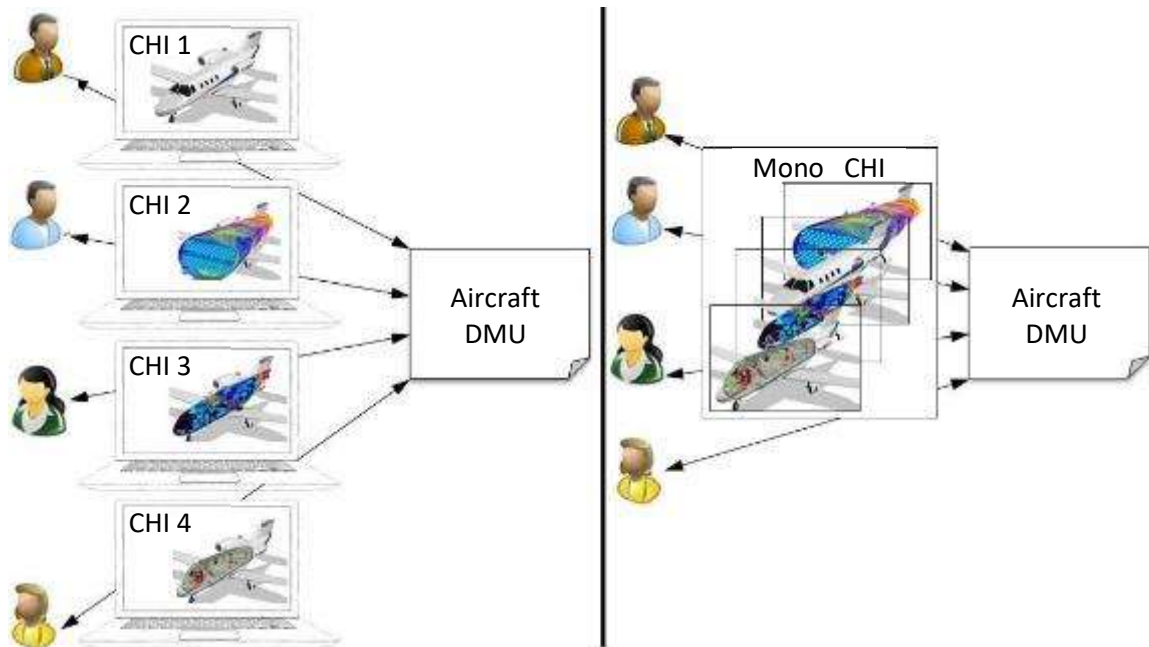 CHI 1
CHI 2
CHI 3
CHI 4
Aircraft
DMU
Mono CHI
Aircraft
DMU